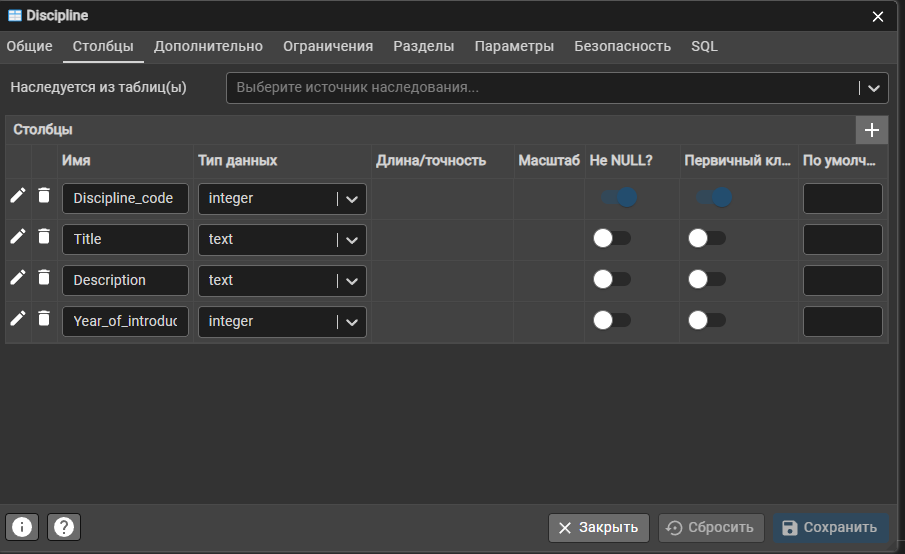 Discipline
Общие Столбцы Дополнительно Ограничения Разделы Параметры Безопасность SQL
Наследуется из таблиц(ы) Выберите источник наследования...
Столбцы
Имя Тип данных Длина/точность Масштаб Не NULL? Первичный кл... По умолч...
Discipline_code integer
Title text
Description text
Year_of_introduc integer
Закрыть Сбросить Сохранить